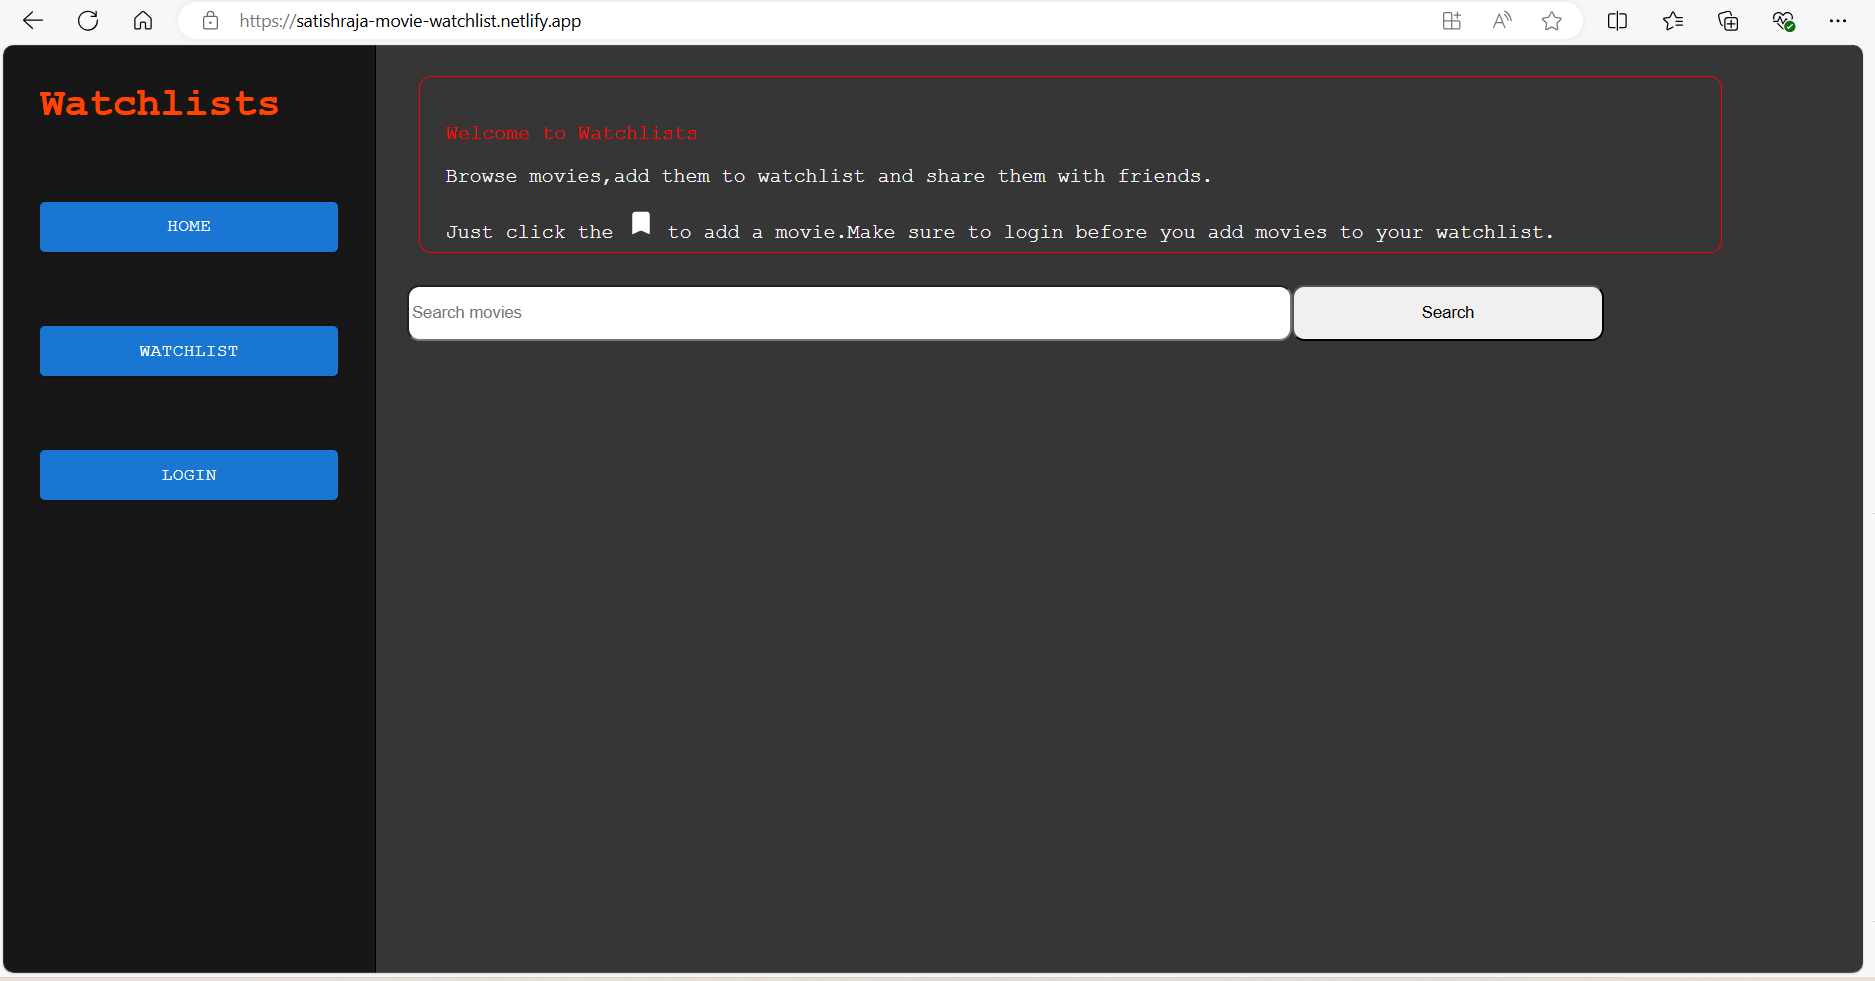 https://satishraja-movie-watchlist.netlify.app
Watchlists
HOME
WATCHLIST
LOGIN
Welcome to Watchlists
Browse movies,add them to watchlist and share them with friends.
Just click the to add a movie.Make sure to login before you add movies to your watchlist.
Search movies
Search